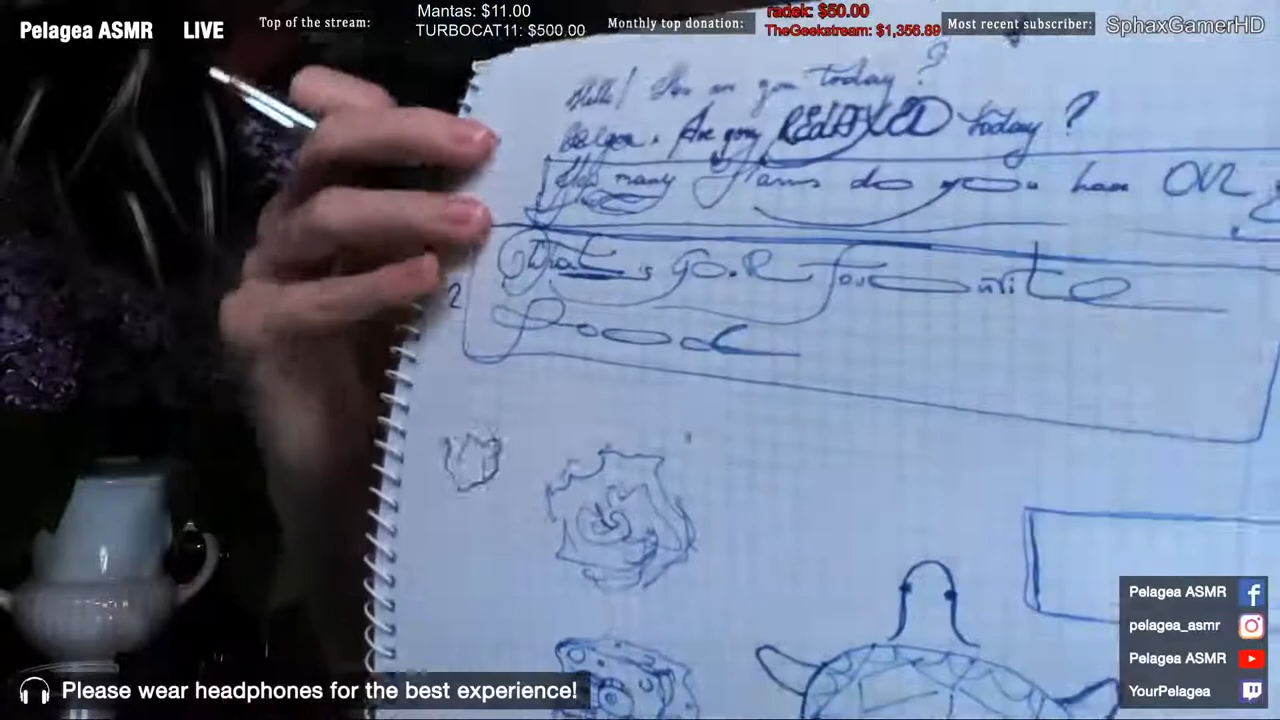 Pelagea ASMR LIVE
Top of the stream:
Mantas: $11.00
TURBOCAT11: $500.00
Monthly top donation:
radek: $50.00
TheGeekstream: $1,356.89
Most recent subscriber:
SphaxGamerHD
Hello! How are you today?
Are you RELAXED today?
How many do you have
2
What is YOUR favourite
Food
Pelagea ASMR
pelagea_asmr
Pelagea ASMR
YourPelagea
Please wear headphones for the best experience!